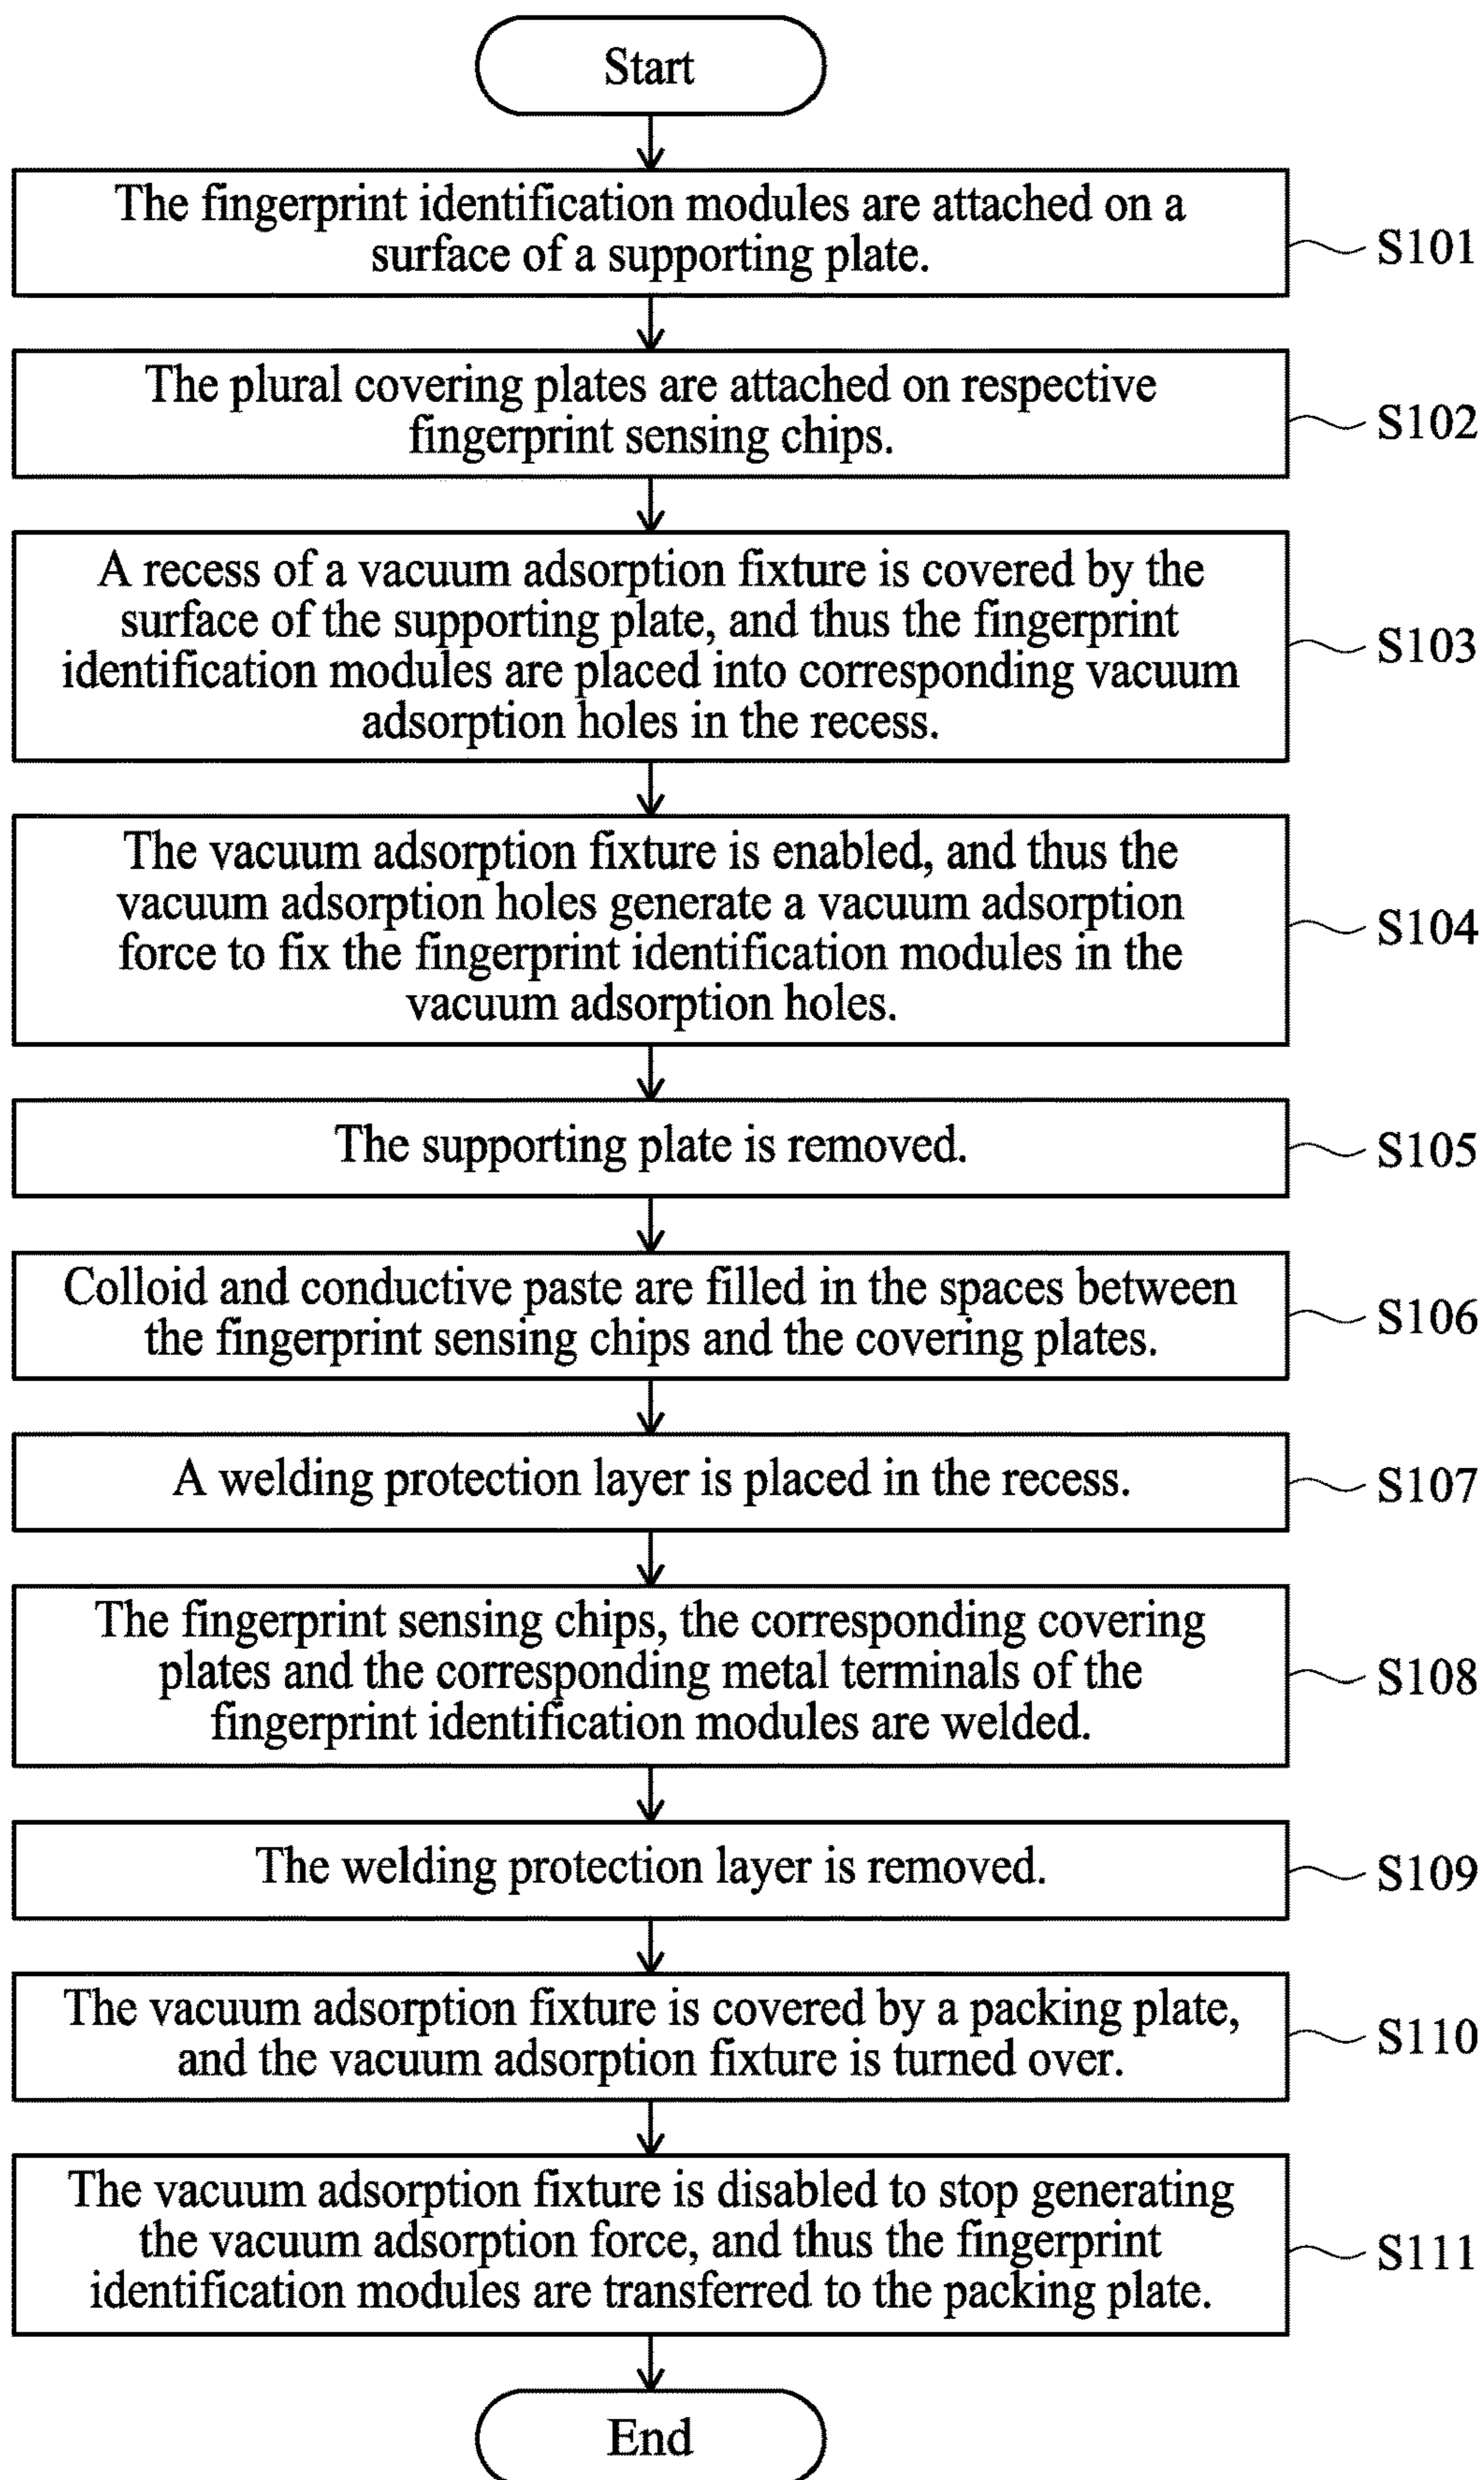 Start
The fingerprint identification modules are attached on a
surface of a supporting plate.
S101
The plural covering plates are attached on respective
fingerprint sensing chips.
S102
A recess of a vacuum adsorption fixture is covered by the
surface of the supporting plate, and thus the fingerprint
identification modules are placed into corresponding vacuum
adsorption holes in the recess.
S103
The vacuum adsorption fixture is enabled, and thus the
vacuum adsorption holes generate a vacuum adsorption
force to fix the fingerprint identification modules in the
vacuum adsorption holes.
S104
The supporting plate is removed.
S105
Colloid and conductive paste are filled in the spaces between
the fingerprint sensing chips and the covering plates.
S106
A welding protection layer is placed in the recess.
S107
The fingerprint sensing chips, the corresponding covering
plates and the corresponding metal terminals of the
fingerprint identification modules are welded.
S108
The welding protection layer is removed.
S109
The vacuum adsorption fixture is covered by a packing plate,
and the vacuum adsorption fixture is turned over.
S110
The vacuum adsorption fixture is disabled to stop generating
the vacuum adsorption force, and thus the fingerprint
identification modules are transferred to the packing plate.
S111
End